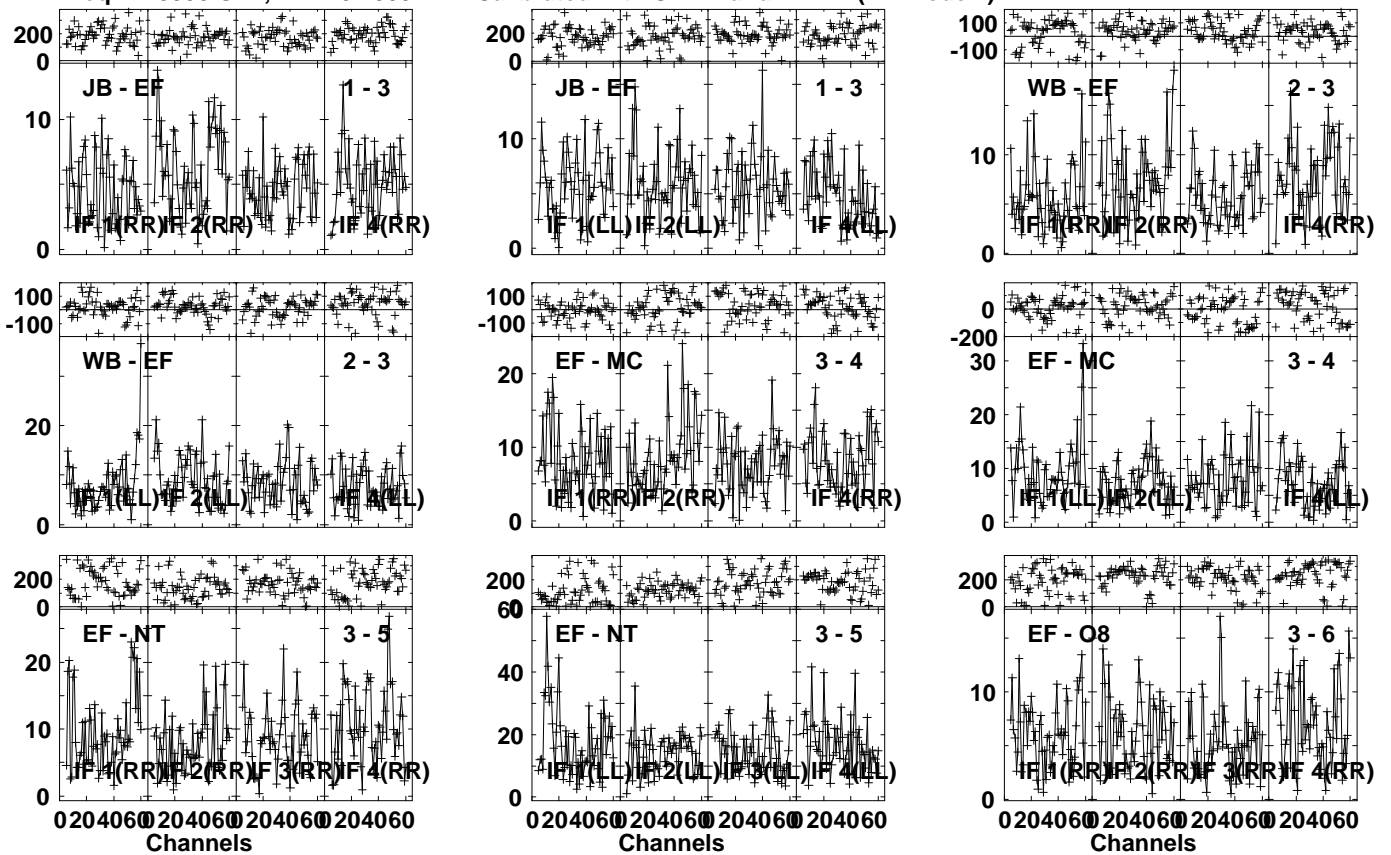 200
0
JB - EF
1 - 3
10
0
IF 1(RR)
IF 2(RR)
IF 4(RR)
200
0
JB - EF
1 - 3
10
0
IF 1(LL)
IF 2(LL)
IF 4(LL)
100
-100
WB - EF
2 - 3
10
0
IF 1(RR)
IF 2(RR)
IF 4(RR)
100
-100
WB - EF
2 - 3
20
0
IF 1(LL)
IF 2(LL)
IF 4(LL)
100
-100
EF - MC
3 - 4
20
10
0
IF 1(RR)
IF 2(RR)
IF 4(RR)
0
-200
EF - MC
3 - 4
30
20
10
0
IF 1(LL)
IF 2(LL)
IF 4(LL)
200
0
EF - NT
3 - 5
20
10
0
IF 1(RR)
IF 2(RR)
IF 3(RR)
IF 4(RR)
0 20 40 60 0 20 40 60 0 20 40 60 0 20 40 60
Channels
200
0
EF - NT
3 - 5
60
40
20
0
IF 1(LL)
IF 2(LL)
IF 3(LL)
IF 4(LL)
0 20 40 60 0 20 40 60 0 20 40 60 0 20 40 60
Channels
200
0
EF - O8
3 - 6
10
0
IF 1(RR)
IF 2(RR)
IF 3(RR)
IF 4(RR)
0 20 40 60 0 20 40 60 0 20 40 60 0 20 40 60
Channels